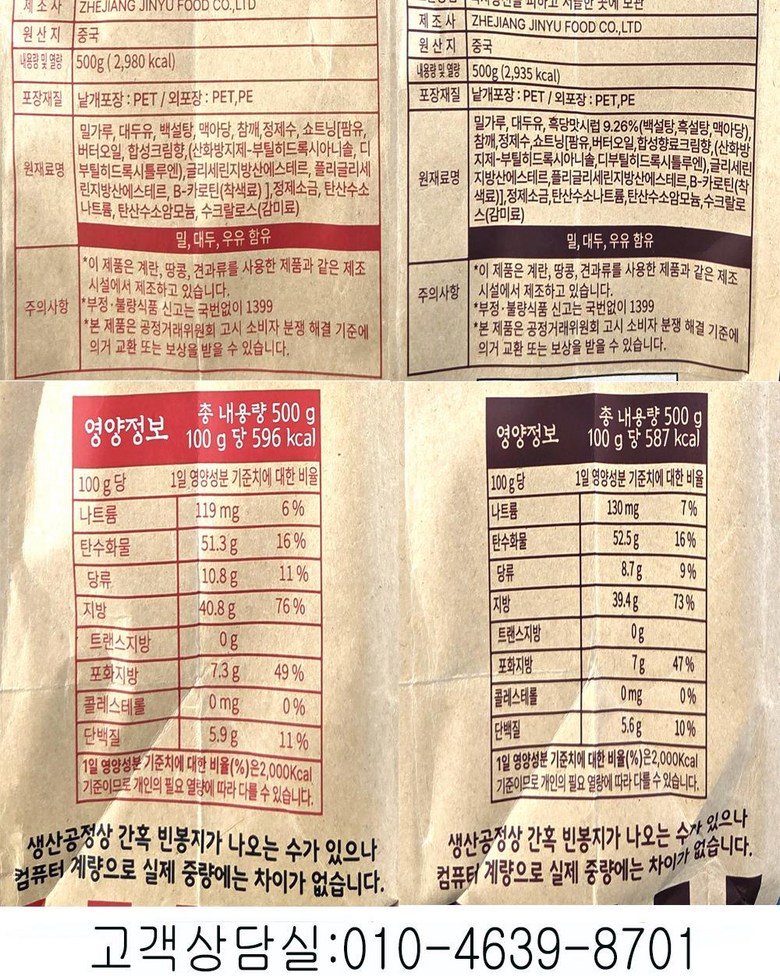 제조사 ZHEJIANG JINYU FOOD CO.,LTD
원산지 중국
내용량 및 열량 500g ( 2,980 kcal)
포장재질 낱개포장 : PET / 외포장 : PET,PE
원재료명
밀가루, 대두유, 백설탕, 맥아당, 참깨,정제수, 쇼트닝[팜유,
버터오일, 합성크림향,(산화방지제-부틸히드록시아니솔, 디
부틸히드록시틀루엔),글리세린지방산에스테르, 폴리글리세
린지방산에스테르, B-카로틴(착색료) ],정제소금, 탄산수소
나트륨, 탄산수소암모늄, 수크랄로스(감미료)
밀, 대두, 우유 함유
주의사항
*이 제품은 계란, 땅콩, 견과류를 사용한 제품과 같은 제조
시설에서 제조하고 있습니다.
*부정·불량식품 신고는 국번없이 1399
*본 제품은 공정거래위원회 고시 소비자 분쟁 해결 기준에
의거 교환 또는 보상을 받을 수 있습니다.
제조사 ZHEJIANG JINYU FOOD CO.,LTD
원산지 중국
내용량 및 열량 500g (2,935 kcal)
포장재질 낱개포장 : PET / 외포장 : PET,PE
원재료명
밀가루, 대두유, 흑당맛시럽 9.26%(백설탕,흑설탕,맥아당),
참깨,정제수,쇼트닝[팜유,버터오일,합성향료크림향,(산화방
지제-부틸히드록시아니솔,디부틸히드록시틀루엔),글리세린
지방산에스테르,폴리글리세린지방산에스테르,B-카로틴(착
색료)],정제소금,탄산수소나트륨,탄산수소암모늄,수크랄로
스(감미료)
밀, 대두, 우유 함유
주의사항
*이 제품은 계란, 땅콩, 견과류를 사용한 제품과 같은 제조
시설에서 제조하고 있습니다.
*부정·불량식품 신고는 국번없이 1399
*본 제품은 공정거래위원회 고시 소비자 분쟁 해결 기준에
의거 교환 또는 보상을 받을 수 있습니다.
영양정보
총 내용량 500 g
100 g 당 596 kcal
100 g 당 1일 영양성분 기준치에 대한 비율
나트륨 119 mg 6 %
탄수화물 51.3 g 16 %
당류 10.8 g 11 %
지방 40.8 g 76 %
트랜스지방 0 g
포화지방 7.3 g 49 %
콜레스테롤 0 mg 0 %
단백질 5.9 g 11 %
1일 영양성분 기준치에 대한 비율(%)은2,000Kcal
기준이므로 개인의 필요 열량에 따라 다를 수 있습니다.
생산공정상 간혹 빈봉지가 나오는 수가 있으나
컴퓨터 계량으로 실제 중량에는 차이가 없습니다.
영양정보
총 내용량 500 g
100 g 당 587 kcal
100 g 당 1일 영양성분 기준치에 대한 비율
나트륨 130 mg 7 %
탄수화물 52.5 g 16 %
당류 8.7 g 9 %
지방 39.4 g 73 %
트랜스지방 0 g
포화지방 7 g 47 %
콜레스테롤 0 mg 0 %
단백질 5.6 g 10 %
1일 영양성분 기준치에 대한 비율(%)은2,000Kcal
기준이므로 개인의 필요 열량에 따라 다를 수 있습니다.
생산공정상 간혹 빈봉지가 나오는 수가 있으나
컴퓨터 계량으로 실제 중량에는 차이가 없습니다.
고객상담실:010-4639-8701